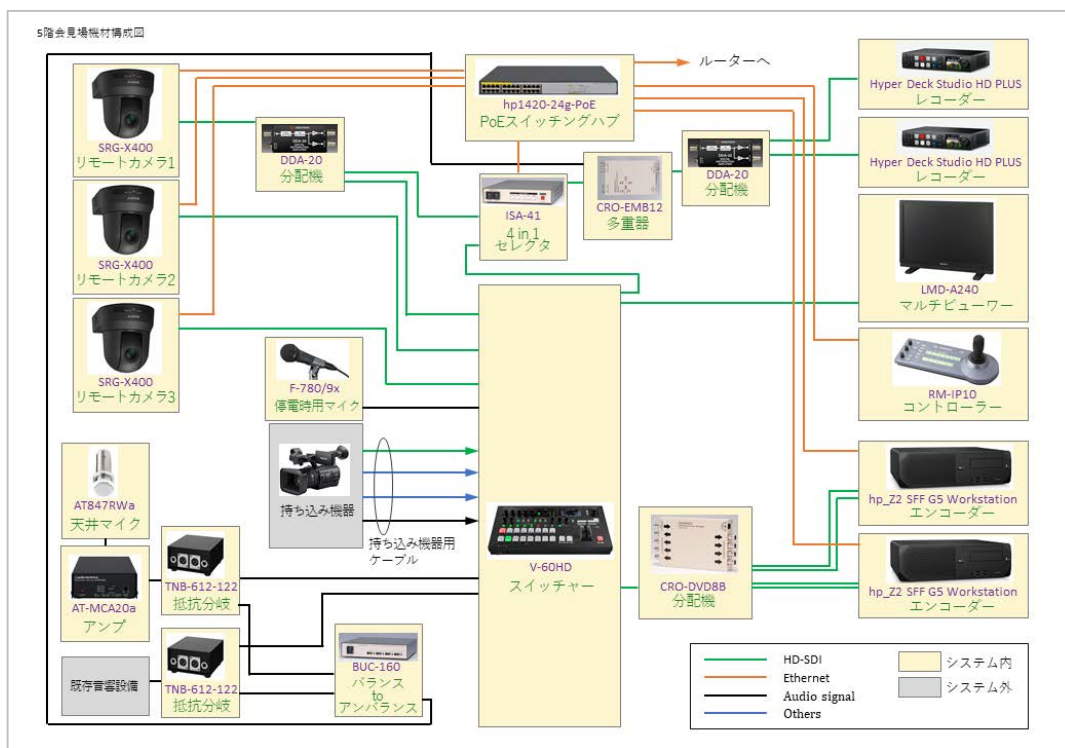 5階会見場機材構成図
SRG-X400
リモートカメラ1
SRG-X400
リモートカメラ2
SRG-X400
リモートカメラ3
DDA-20
分配機
hp1420-24g-PoE
PoEスイッチングハブ
ルーターへ
ISA-41
4 in 1
セレクタ
CRO-EMB12
多重器
DDA-20
分配機
Hyper Deck Studio HD PLUS
レコーダー
Hyper Deck Studio HD PLUS
レコーダー
LMD-A240
マルチビューワー
RM-IP10
コントローラー
F-780/9x
停電時用マイク
持ち込み機器
持ち込み機器用
ケーブル
AT847RWa
天井マイク
AT-MCA20a
アンプ
TNB-612-122
抵抗分岐
既存音響設備
TNB-612-122
抵抗分岐
BUC-160
バランス
to
アンバランス
V-60HD
スイッチャー
CRO-DVD8B
分配機
hp_Z2 SFF G5 Workstation
エンコーダー
hp_Z2 SFF G5 Workstation
エンコーダー
HD-SDI
Ethernet
Audio signal
Others
システム内
システム外